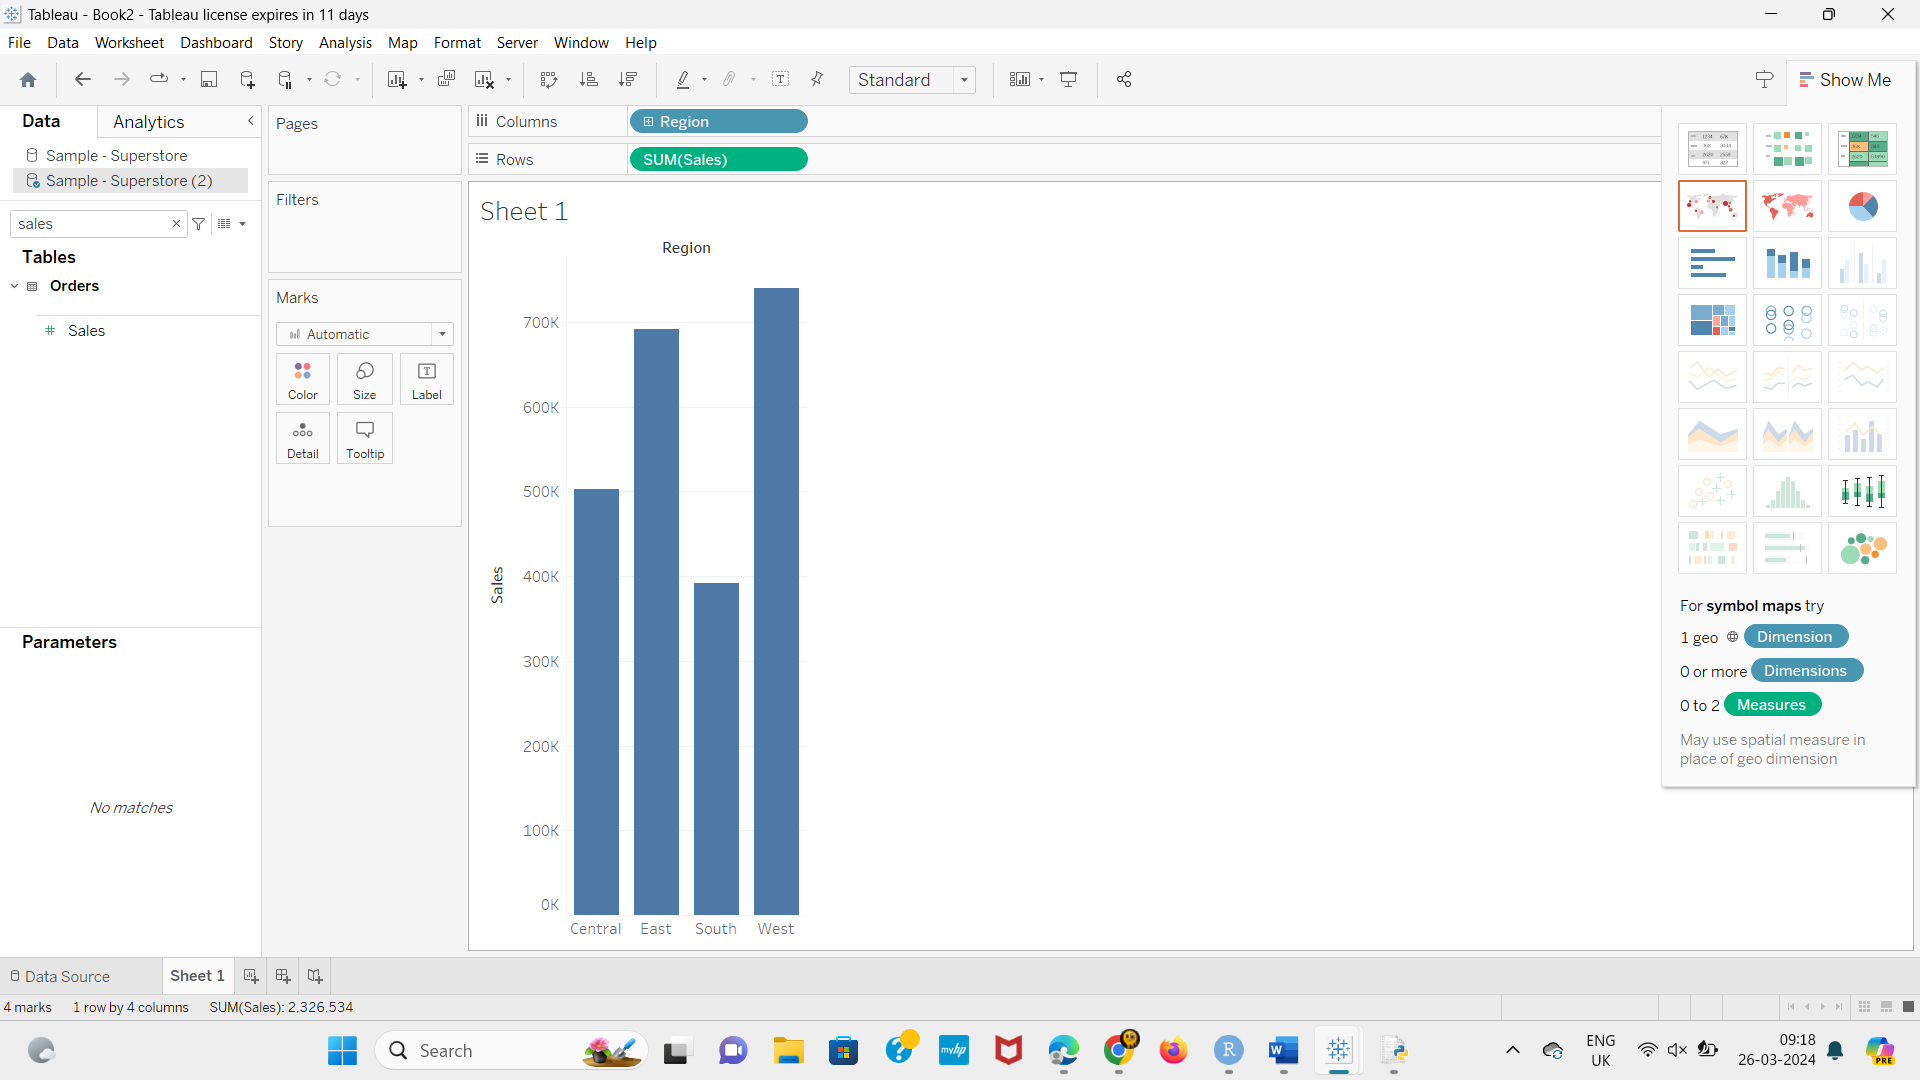 Tableau - Book2 - Tableau license expires in 11 days
File Data Worksheet Dashboard Story Analysis Map Format Server Window Help
Standard
Show Me
Data Analytics
Sample - Superstore
Sample - Superstore (2)
sales
Tables
Orders
Sales
Parameters
No matches
Pages
Filters
Marks
Automatic
Color Size Label
Detail Tooltip
Columns Region
Rows SUM(Sales)
Sheet 1
Region
Sales
700K
600K
500K
400K
300K
200K
100K
0K
Central East South West
For symbol maps try
1 geo Dimension
0 or more Dimensions
0 to 2 Measures
May use spatial measure in
place of geo dimension
Data Source Sheet 1
4 marks 1 row by 4 columns SUM(Sales): 2,326,534
Search
myhp
ENG
UK
09:18
26-03-2024
PRE